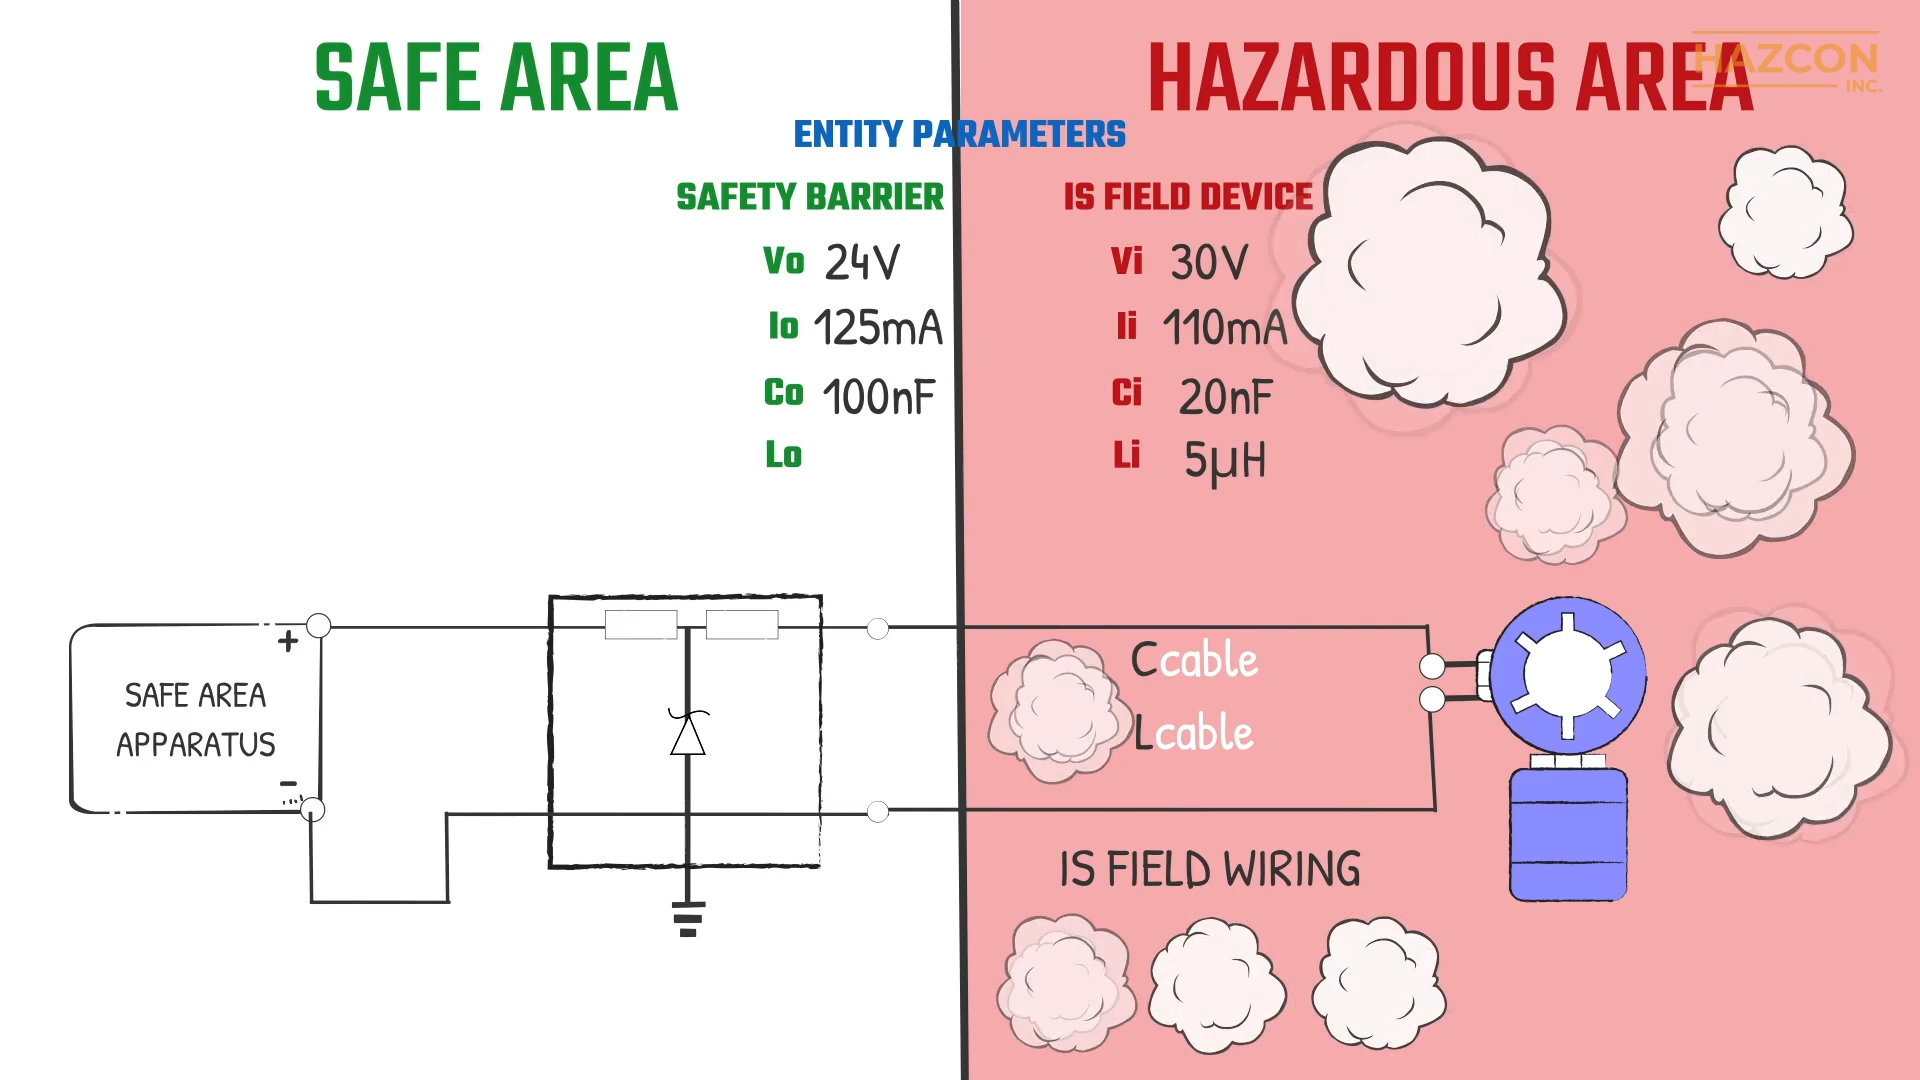 SAFE AREA
HAZARDOUS AREA
HAZCON
INC.
ENTITY PARAMETERS
SAFETY BARRIER
IS FIELD DEVICE
Vo 24V
Vi 30V
Io 125mA
Ii 110mA
Co 100nF
Ci 20nF
Lo
Li 5µH
+
SAFE AREA
APPARATUS
-
Ccable
Lcable
IS FIELD WIRING